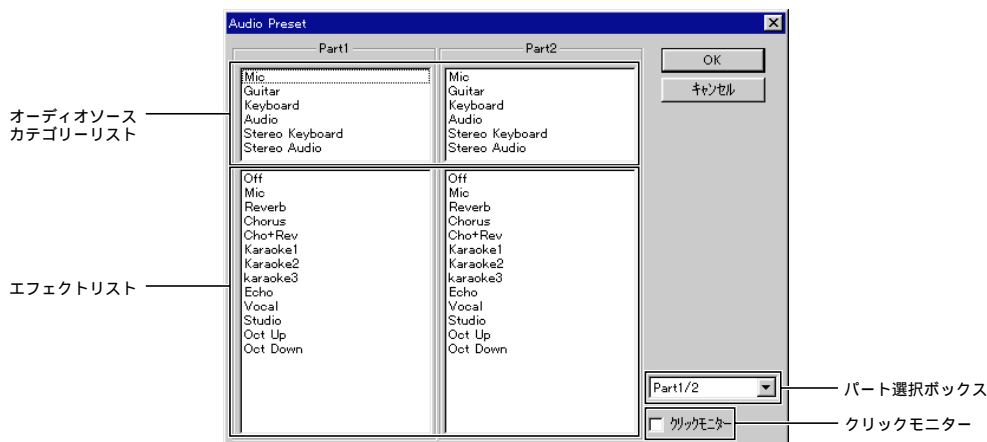 Audio Preset
Part1
Part2
Mic
Guitar
Keyboard
Audio
Stereo Keyboard
Stereo Audio
Mic
Guitar
Keyboard
Audio
Stereo Keyboard
Stereo Audio
OK
キャンセル
オーディオソース
カテゴリーリスト
Off
Mic
Reverb
Chorus
Cho+Rev
Karaoke1
Karaoke2
karaoke3
Echo
Vocal
Studio
Oct Up
Oct Down
Off
Mic
Reverb
Chorus
Cho+Rev
Karaoke1
Karaoke2
karaoke3
Echo
Vocal
Studio
Oct Up
Oct Down
エフェクトリスト
Part1/2
パート選択ボックス
クリックモニター
クリックモニター